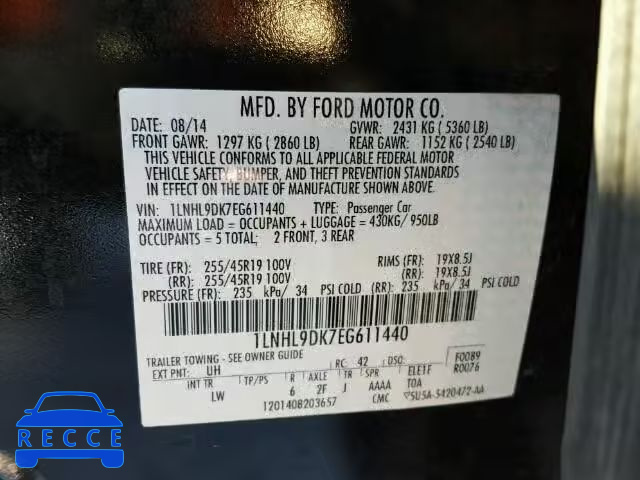 MFD. BY FORD MOTOR CO.
DATE: 08/14 GVWR: 2431 KG ( 5360 LB)
FRONT GAWR: 1297 KG ( 2860 LB) REAR GAWR: 1152 KG ( 2540 LB)
THIS VEHICLE CONFORMS TO ALL APPLICABLE FEDERAL MOTOR
VEHICLE SAFETY, BUMPER, AND THEFT PREVENTION STANDARDS
IN EFFECT ON THE DATE OF MANUFACTURE SHOWN ABOVE.
VIN: 1LNHL9DK7EG611440 TYPE: Passenger Car
MAXIMUM LOAD = OCCUPANTS + LUGGAGE = 430KG/ 950LB
OCCUPANTS = 5 TOTAL; 2 FRONT, 3 REAR
TIRE (FR): 255/45R19 100V RIMS (FR): 19X8.5J
(RR): 255/45R19 100V (RR): 19X8.5J
PRESSURE (FR): 235 kPa/ 34 PSI COLD (RR): 235 kPa/ 34 PSI COLD
1LNHL9DK7EG611440
TRAILER TOWING - SEE OWNER GUIDE
EXT PNT: UH RC: 42 DSO: F0089
R0076
INT TR TP/PS R AXLE TR SPR ELE1F
LW 6 2F J AAAA TOA
1201408203657 CMC 5U5A-5420472-AA
RECCE